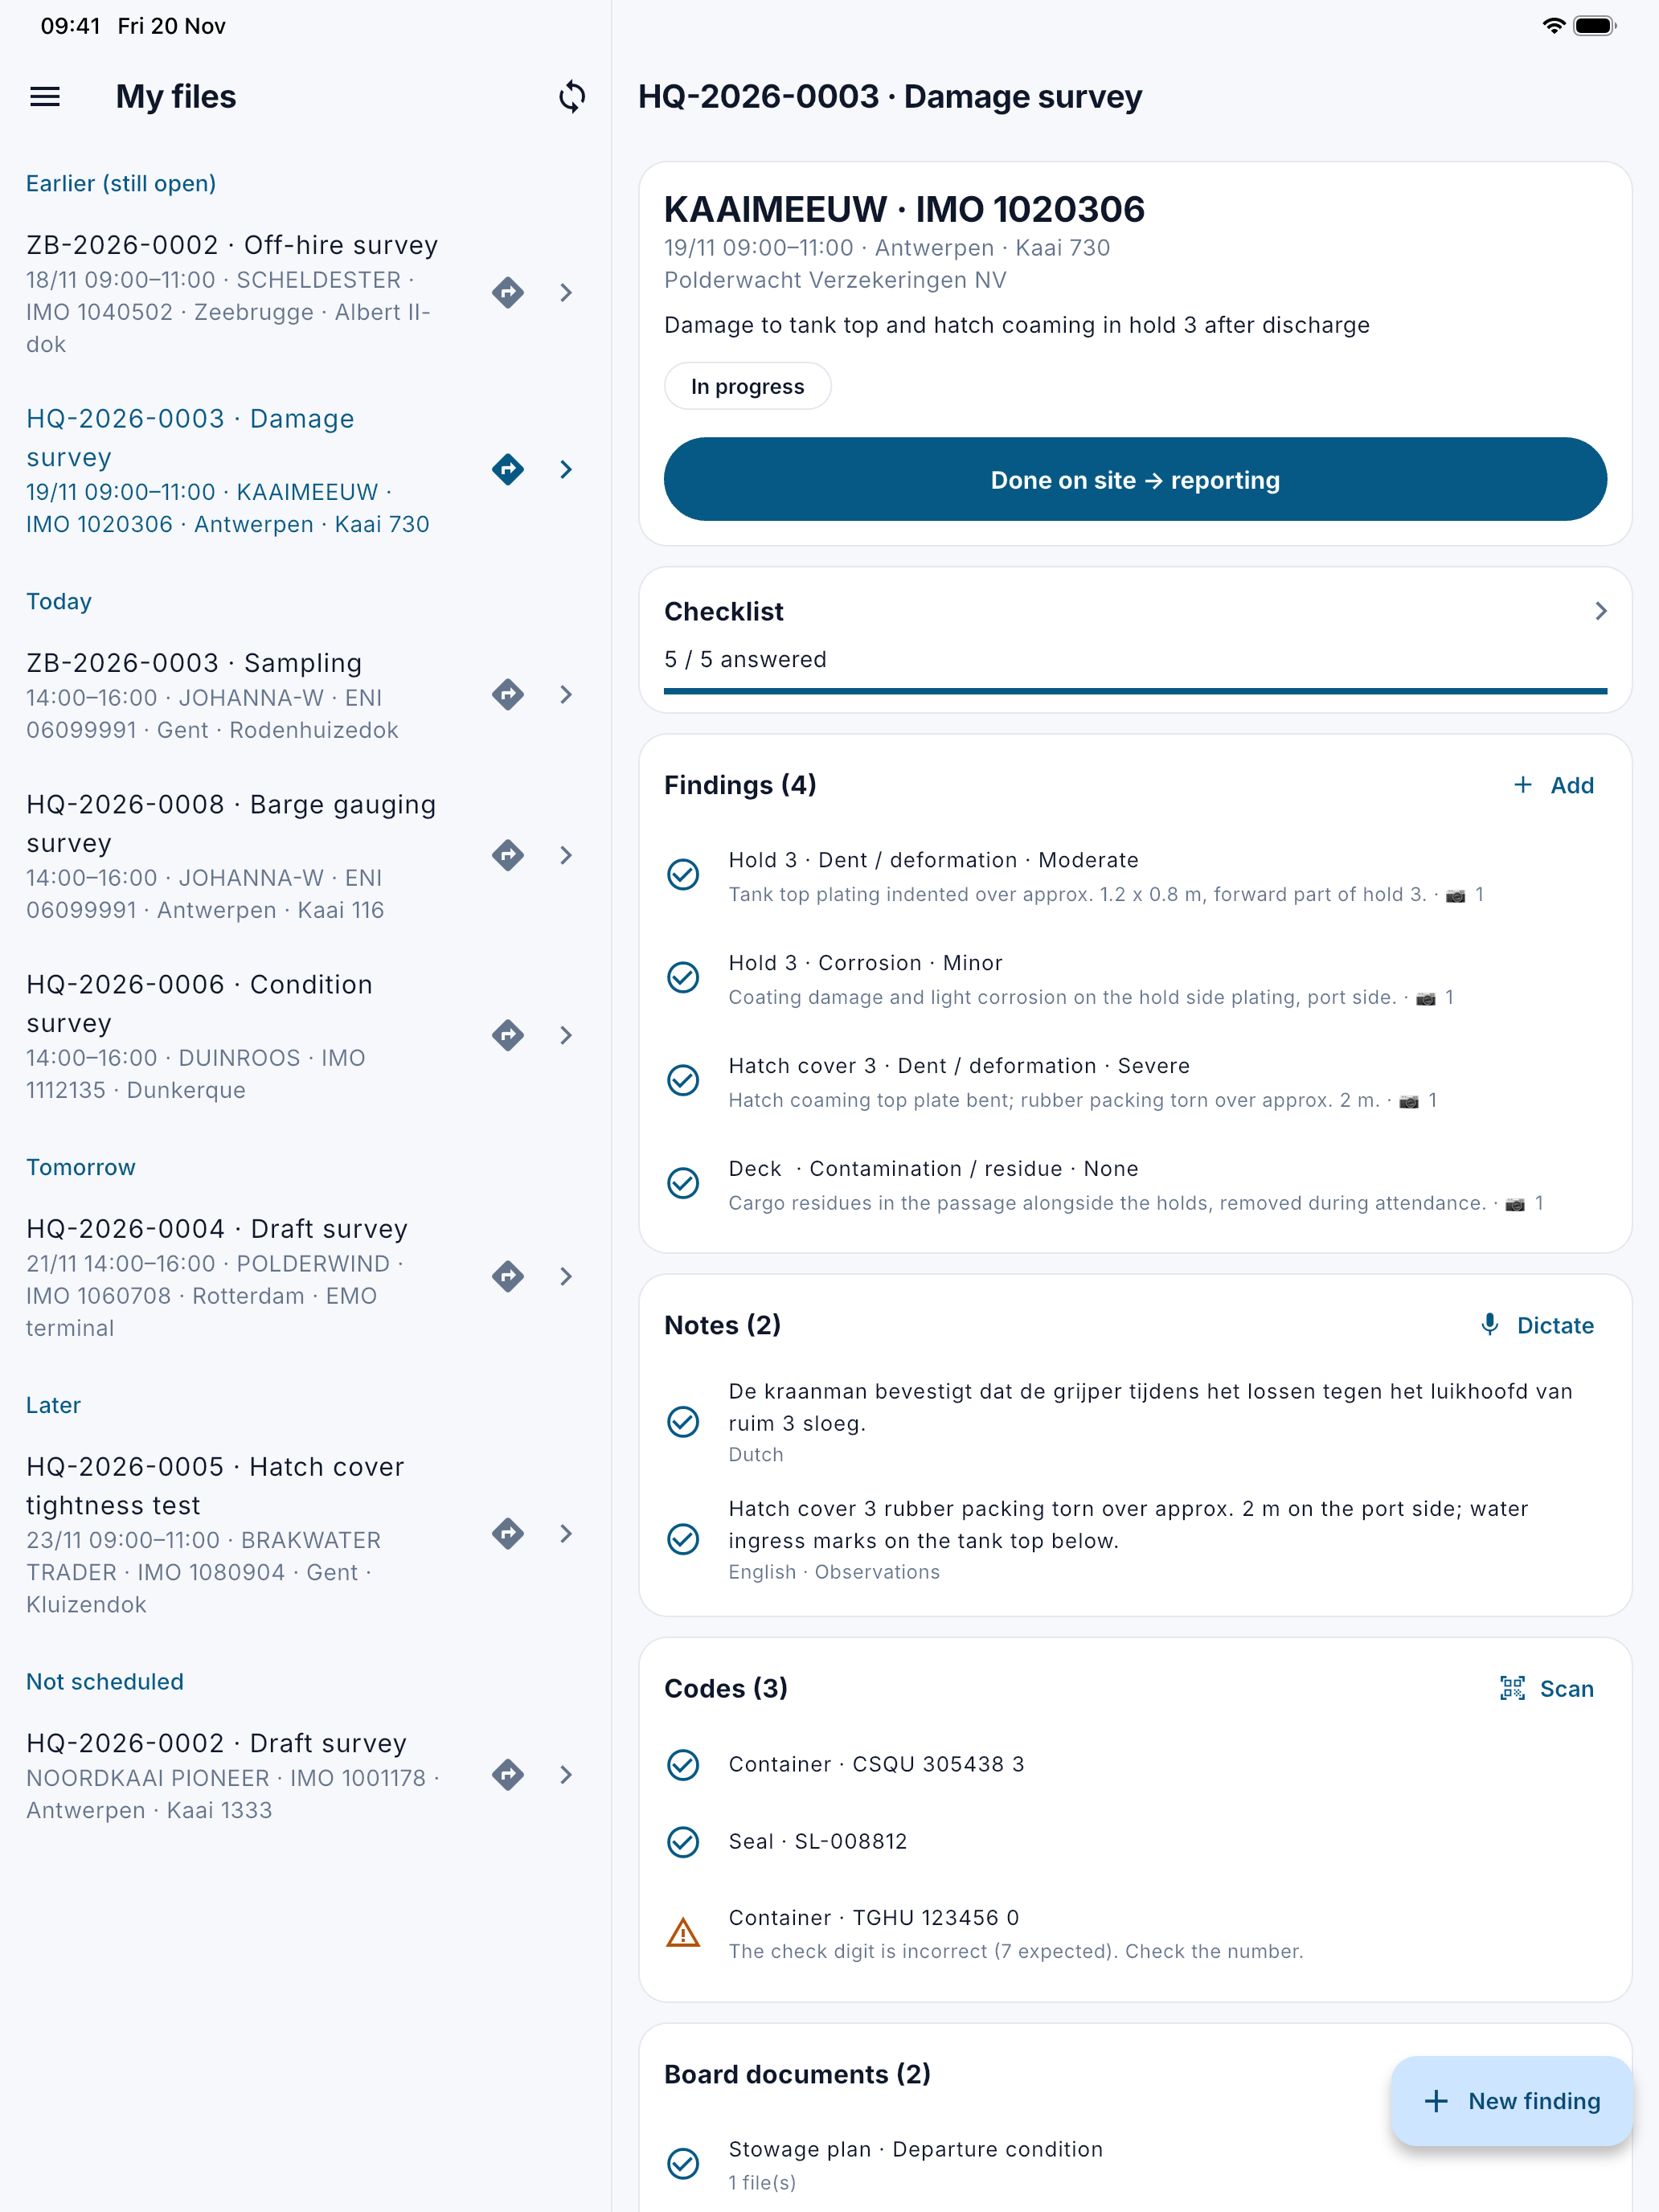 09:41 Fri 20 Nov
My files
Earlier (still open)
ZB-2026-0002 · Off-hire survey
18/11 09:00–11:00 · SCHELDESTER ·
IMO 1040502 · Zeebrugge · Albert II-
dok
HQ-2026-0003 · Damage
survey
19/11 09:00–11:00 · KAAIMEEUW ·
IMO 1020306 · Antwerpen · Kaai 730
Today
ZB-2026-0003 · Sampling
14:00–16:00 · JOHANNA-W · ENI
06099991 · Gent · Rodenhuizedok
HQ-2026-0008 · Barge gauging
survey
14:00–16:00 · JOHANNA-W · ENI
06099991 · Antwerpen · Kaai 116
HQ-2026-0006 · Condition
survey
14:00–16:00 · DUINROOS · IMO
1112135 · Dunkerque
Tomorrow
HQ-2026-0004 · Draft survey
21/11 14:00–16:00 · POLDERWIND ·
IMO 1060708 · Rotterdam · EMO
terminal
Later
HQ-2026-0005 · Hatch cover
tightness test
23/11 09:00–11:00 · BRAKWATER
TRADER · IMO 1080904 · Gent ·
Kluizendok
Not scheduled
HQ-2026-0002 · Draft survey
NOORDKAAI PIONEER · IMO 1001178 ·
Antwerpen · Kaai 1333
HQ-2026-0003 · Damage survey
KAAIMEEUW · IMO 1020306
19/11 09:00–11:00 · Antwerpen · Kaai 730
Polderwacht Verzekeringen NV
Damage to tank top and hatch coaming in hold 3 after discharge
In progress
Done on site → reporting
Checklist
5 / 5 answered
Findings (4)
+ Add
Hold 3 · Dent / deformation · Moderate
Tank top plating indented over approx. 1.2 x 0.8 m, forward part of hold 3. · 📷 1
Hold 3 · Corrosion · Minor
Coating damage and light corrosion on the hold side plating, port side. · 📷 1
Hatch cover 3 · Dent / deformation · Severe
Hatch coaming top plate bent; rubber packing torn over approx. 2 m. · 📷 1
Deck · Contamination / residue · None
Cargo residues in the passage alongside the holds, removed during attendance. · 📷 1
Notes (2)
Dictate
De kraanman bevestigt dat de grijper tijdens het lossen tegen het luikhoofd van
ruim 3 sloeg.
Dutch
Hatch cover 3 rubber packing torn over approx. 2 m on the port side; water
ingress marks on the tank top below.
English · Observations
Codes (3)
Scan
Container · CSQU 305438 3
Seal · SL-008812
Container · TGHU 123456 0
The check digit is incorrect (7 expected). Check the number.
Board documents (2)
+ New finding
Stowage plan · Departure condition
1 file(s)